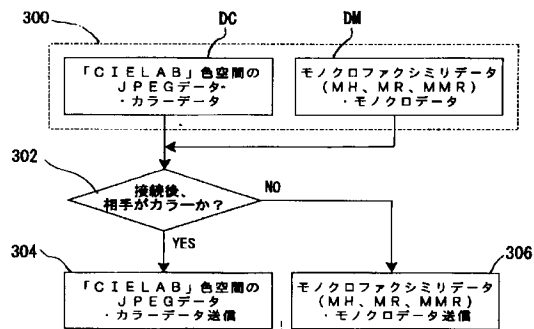 300
DC
DM
「CIELAB」色空間の
JPEGデータ
・カラーデータ
モノクロファクシミリデータ
(MH、MR、MMR)
・モノクロデータ
302
接続後、
相手がカラーか?
NO
YES
304
「CIELAB」色空間の
JPEGデータ
・カラーデータ送信
モノクロファクシミリデータ
(MH、MR、MMR)
・モノクロデータ送信
306